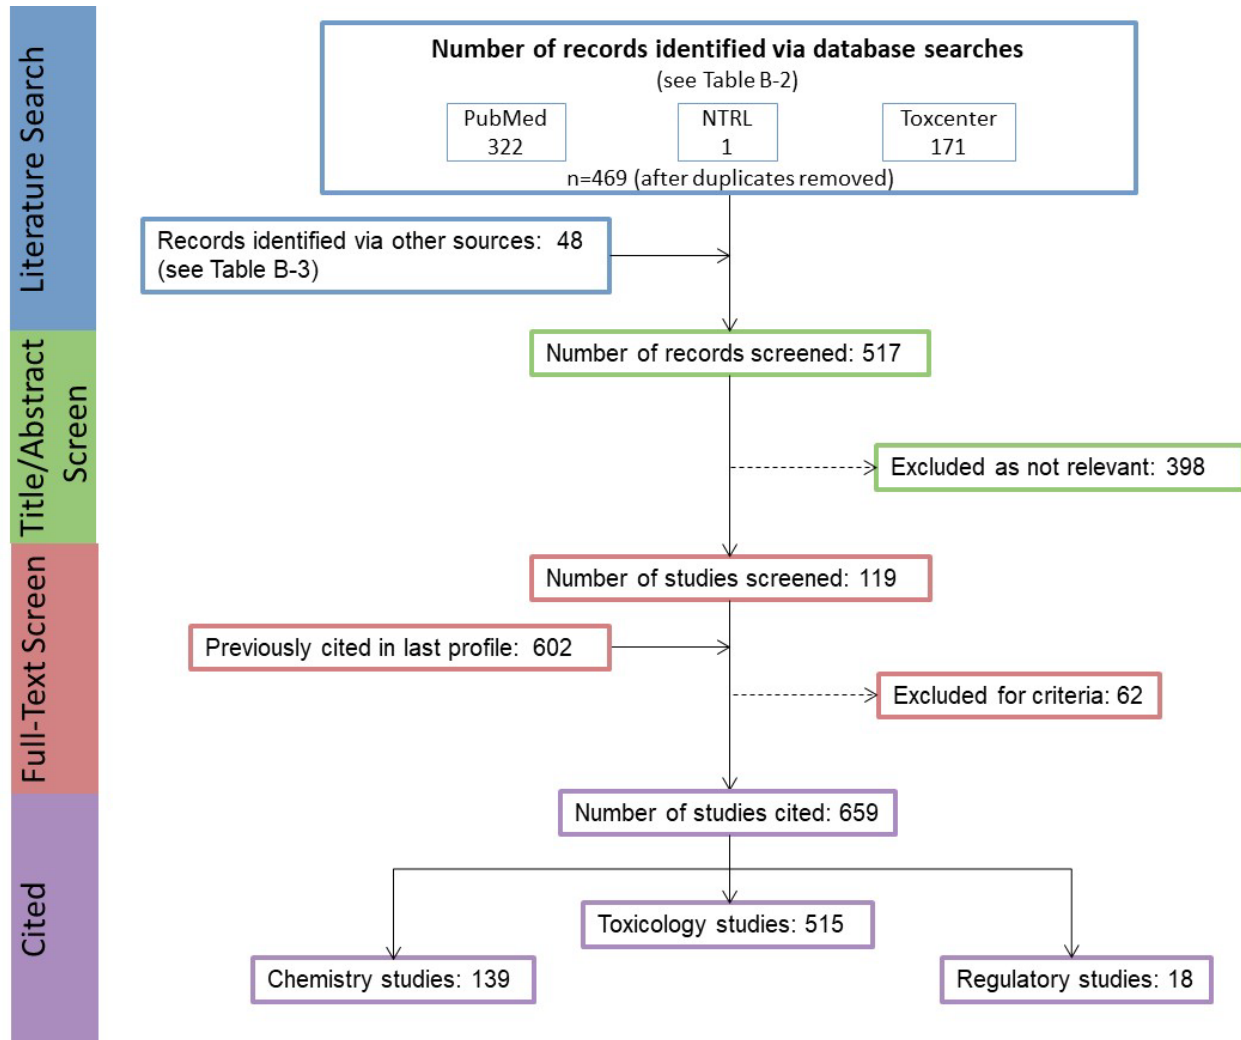 Literature Search
Number of records identified via database searches
(see Table B-2)
PubMed
322
NTRL
1
Toxcenter
171
n=469 (after duplicates removed)
Records identified via other sources: 48
(see Table B-3)
Title/Abstract
Screen
Number of records screened: 517
Excluded as not relevant: 398
Full-Text Screen
Number of studies screened: 119
Previously cited in last profile: 602
Excluded for criteria: 62
Cited
Number of studies cited: 659
Toxicology studies: 515
Chemistry studies: 139
Regulatory studies: 18